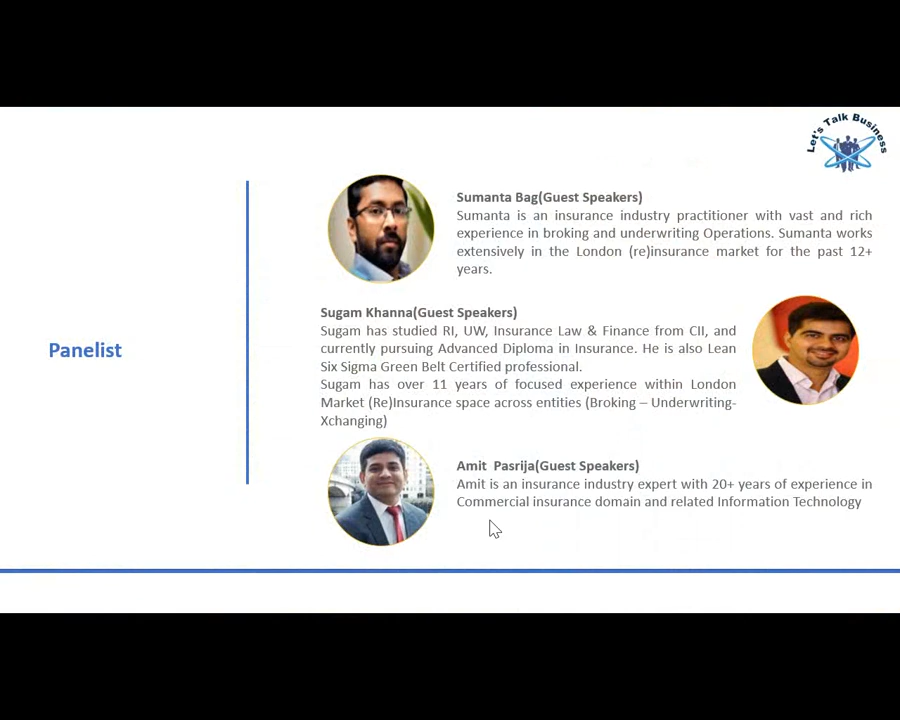 Let's Talk Business
Sumanta Bag(Guest Speakers)
Sumanta is an insurance industry practitioner with vast and rich
experience in broking and underwriting Operations. Sumanta works
extensively in the London (re)insurance market for the past 12+
years.
Sugam Khanna(Guest Speakers)
Sugam has studied RI, UW, Insurance Law & Finance from CII, and
currently pursuing Advanced Diploma in Insurance. He is also Lean
Six Sigma Green Belt Certified professional.
Sugam has over 11 years of focused experience within London
Market (Re)Insurance space across entities (Broking – Underwriting-
Xchanging)
Panelist
Amit  Pasrija(Guest Speakers)
Amit is an insurance industry expert with 20+ years of experience in
Commercial insurance domain and related Information Technology